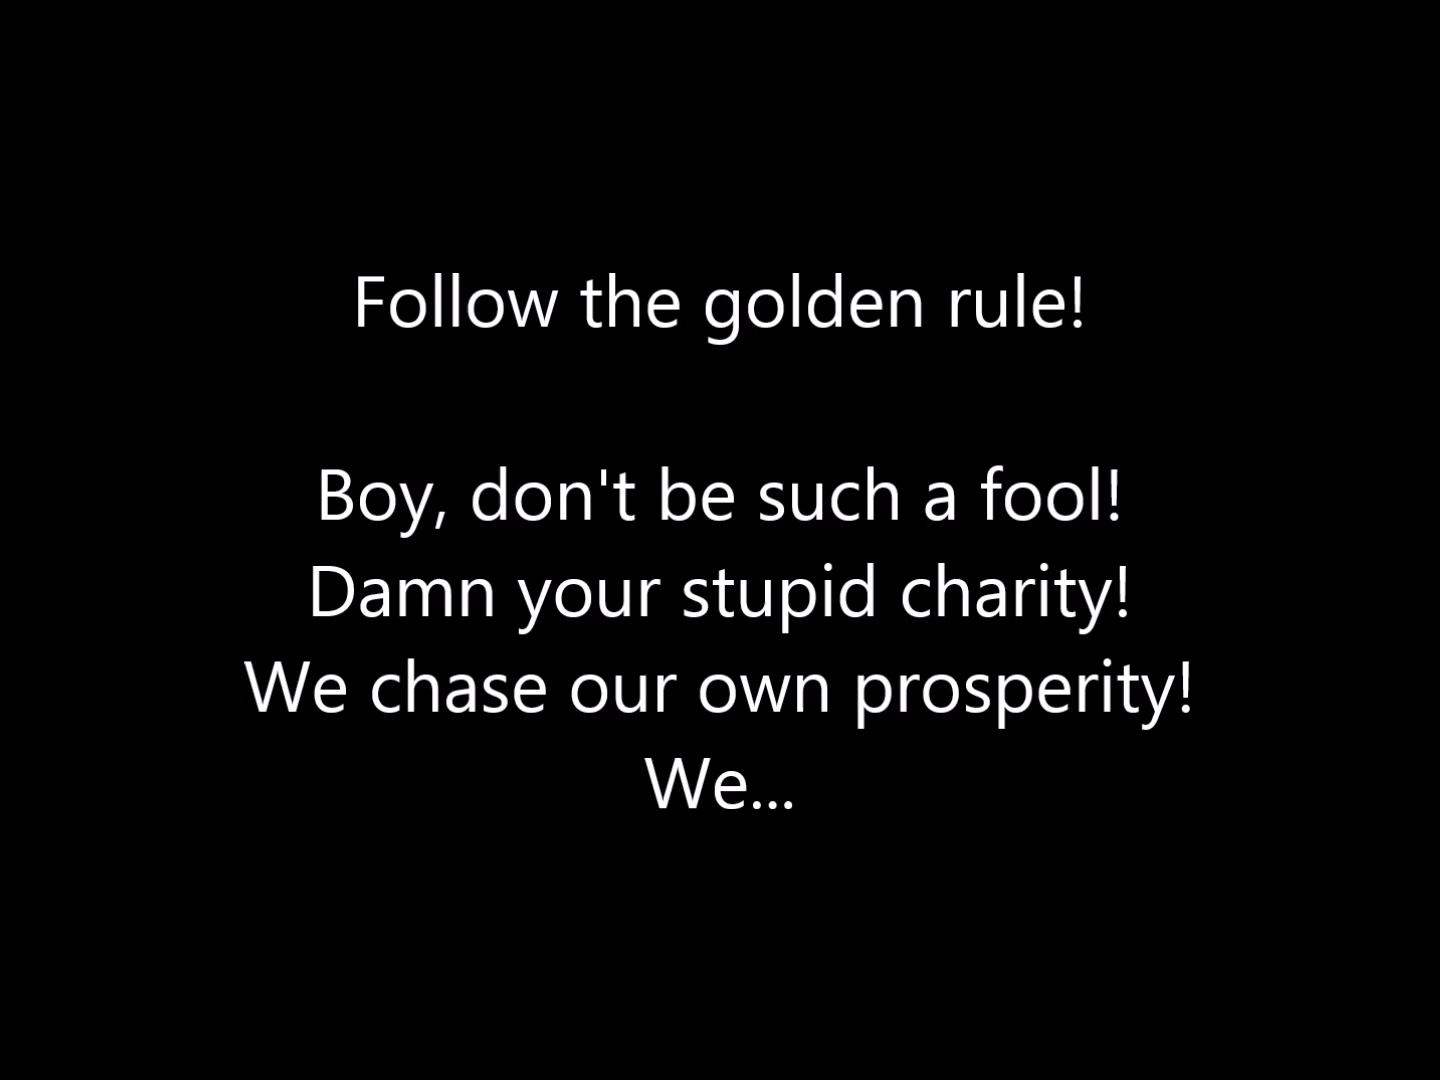 Follow the golden rule!
Boy, don't be such a fool!
Damn your stupid charity!
We chase our own prosperity!
We...